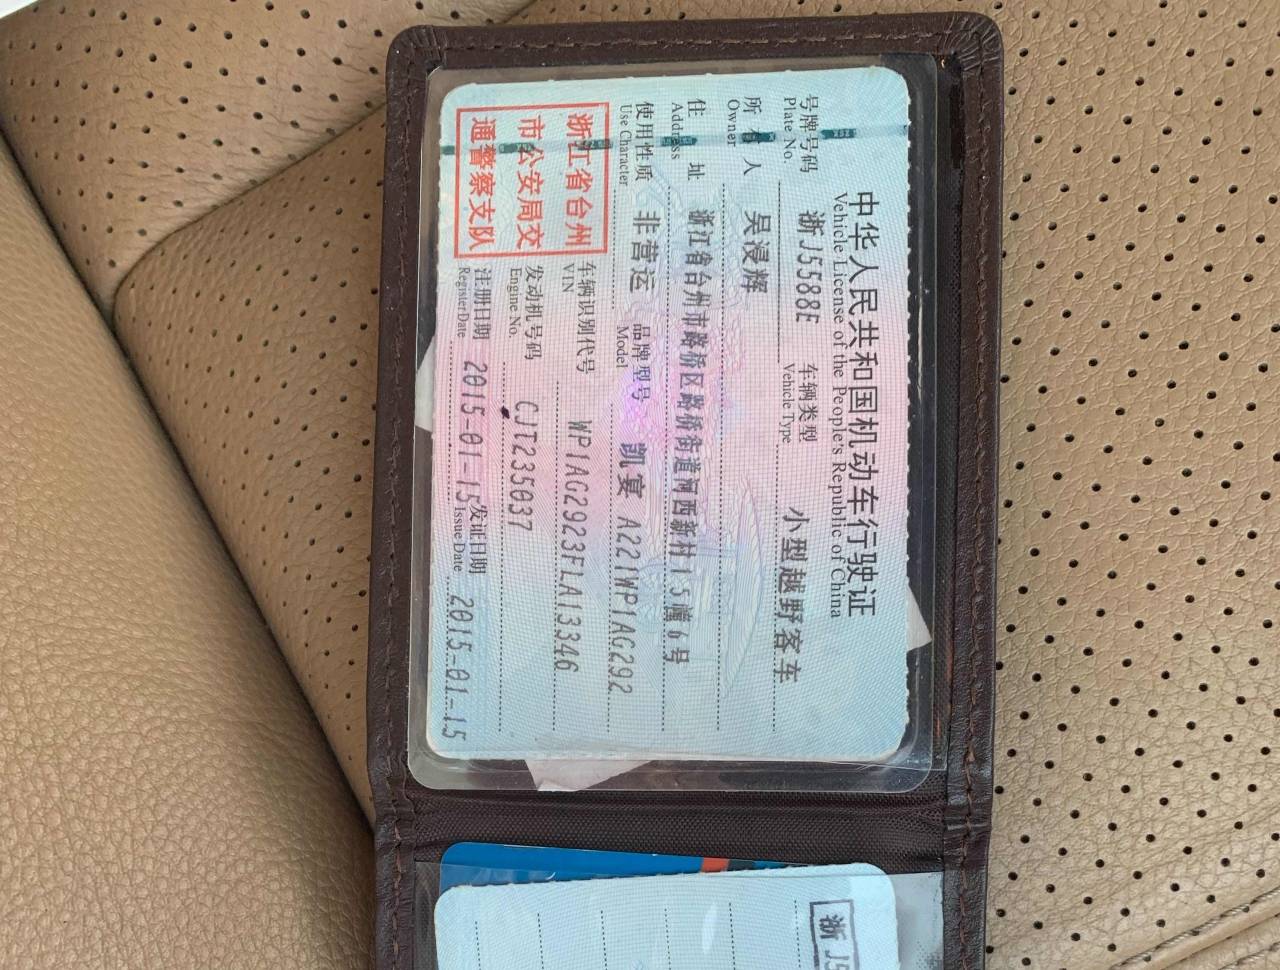 中华人民共和国机动车行驶证
Vehicle License of the People's Republic of China
号牌号码 浙J5588E 车辆类型 小型越野客车
Plate No. Vehicle Type
所有人 吴浸辉
Owner
住址 浙江省台州市路桥区路桥街道河西新村15幢6号
Address
使用性质 非营运 品牌型号 凯宴 A221WP1AG292
Use Character Model
浙江省台州
市公安局交
通警察支队
车辆识别代号 WP1AG2923FLA13346
VIN
发动机号码 CJT235037
Engine No.
注册日期 2015-01-15 发证日期 2015-01-15
Register Date Issue Date
浙J5